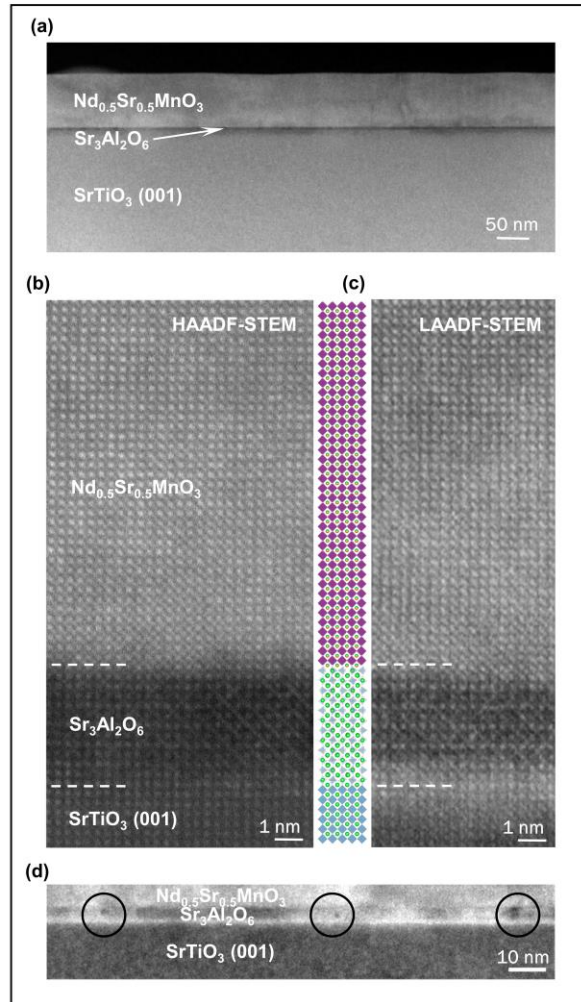 (a)
Nd₀.₅Sr₀.₅MnO₃
Sr₃Al₂O₆
SrTiO₃ (001)
50 nm
(b)
(c)
HAADF-STEM
LAADF-STEM
Nd₀.₅Sr₀.₅MnO₃
Sr₃Al₂O₆
SrTiO₃ (001)
1 nm
1 nm
(d)
Nd₀.₅Sr₀.₅MnO₃
Sr₃Al₂O₆
SrTiO₃ (001)
10 nm